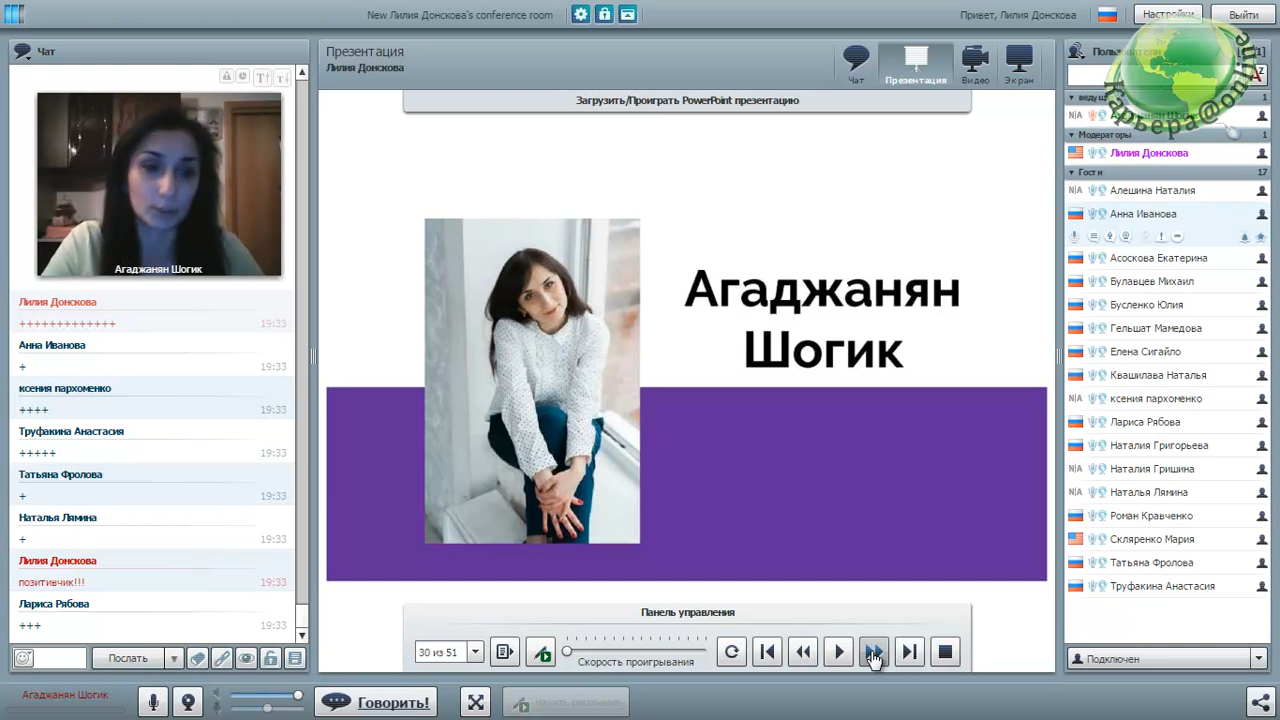 New Лилия Донскова's conference room
Привет, Лилия Донскова
Настройки
Выйти
Чат
Агаджанян Шогик
Лилия Донскова
+++++++++++++ 19:33
Анна Иванова
+ 19:33
ксения пархоменко
++++ 19:33
Труфакина Анастасия
+++++ 19:33
Татьяна Фролова
+ 19:33
Наталья Лямина
+ 19:33
Лилия Донскова
позитивчик!!! 19:33
Лариса Рябова
+++ 19:33
Послать
Презентация
Лилия Донскова
Чат
Презентация
Видео
Экран
Загрузить/Проиграть PowerPoint презентацию
Агаджанян
Шогик
Панель управления
30 из 51
Скорость проигрывания
Карьера@online
1
Модераторы 1
Лилия Донскова
Гости 17
N/A Алешина Наталия
Анна Иванова
Асоскова Екатерина
Булавцев Михаил
Бусленко Юлия
Гельшат Мамедова
Елена Сигайло
Квашилава Наталья
N/A ксения пархоменко
Лариса Рябова
Наталия Григорьева
N/A Наталия Гришина
N/A Наталья Лямина
Роман Кравченко
Скляренко Мария
Татьяна Фролова
Труфакина Анастасия
Подключен
Агаджанян Шогик
Говорить!